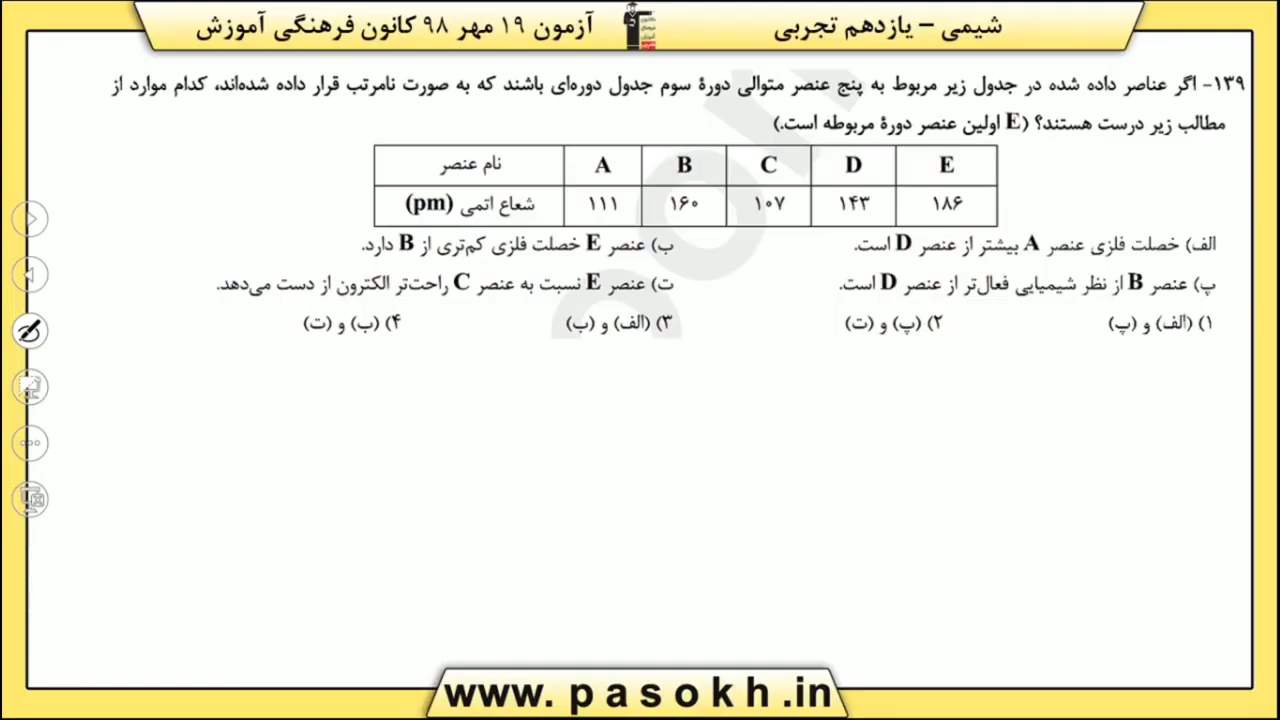 شیمی – یازدهم تجربی
آزمون ۱۹ مهر ۹۸ کانون فرهنگی آموزش
۱۳۹- اگر عناصر داده شده در جدول زیر مربوط به پنج عنصر متوالی دورۀ سوم جدول دوره‌ای باشند که به صورت نامرتب قرار داده شده‌اند، کدام موارد از
مطالب زیر درست هستند؟ (E اولین عنصر دورۀ مربوطه است.)
نام عنصر A B C D E
شعاع اتمی (pm) ۱۱۱ ۱۶۰ ۱۰۷ ۱۴۳ ۱۸۶
الف) خصلت فلزی عنصر A بیشتر از عنصر D است. ب) عنصر E خصلت فلزی کم‌تری از B دارد.
پ) عنصر B از نظر شیمیایی فعال‌تر از عنصر D است. ت) عنصر E نسبت به عنصر C راحت‌تر الکترون از دست می‌دهد.
۱) (الف) و (پ) ۲) (پ) و (ت) ۳) (الف) و (ب) ۴) (ب) و (ت)
www. p a s o k h .in